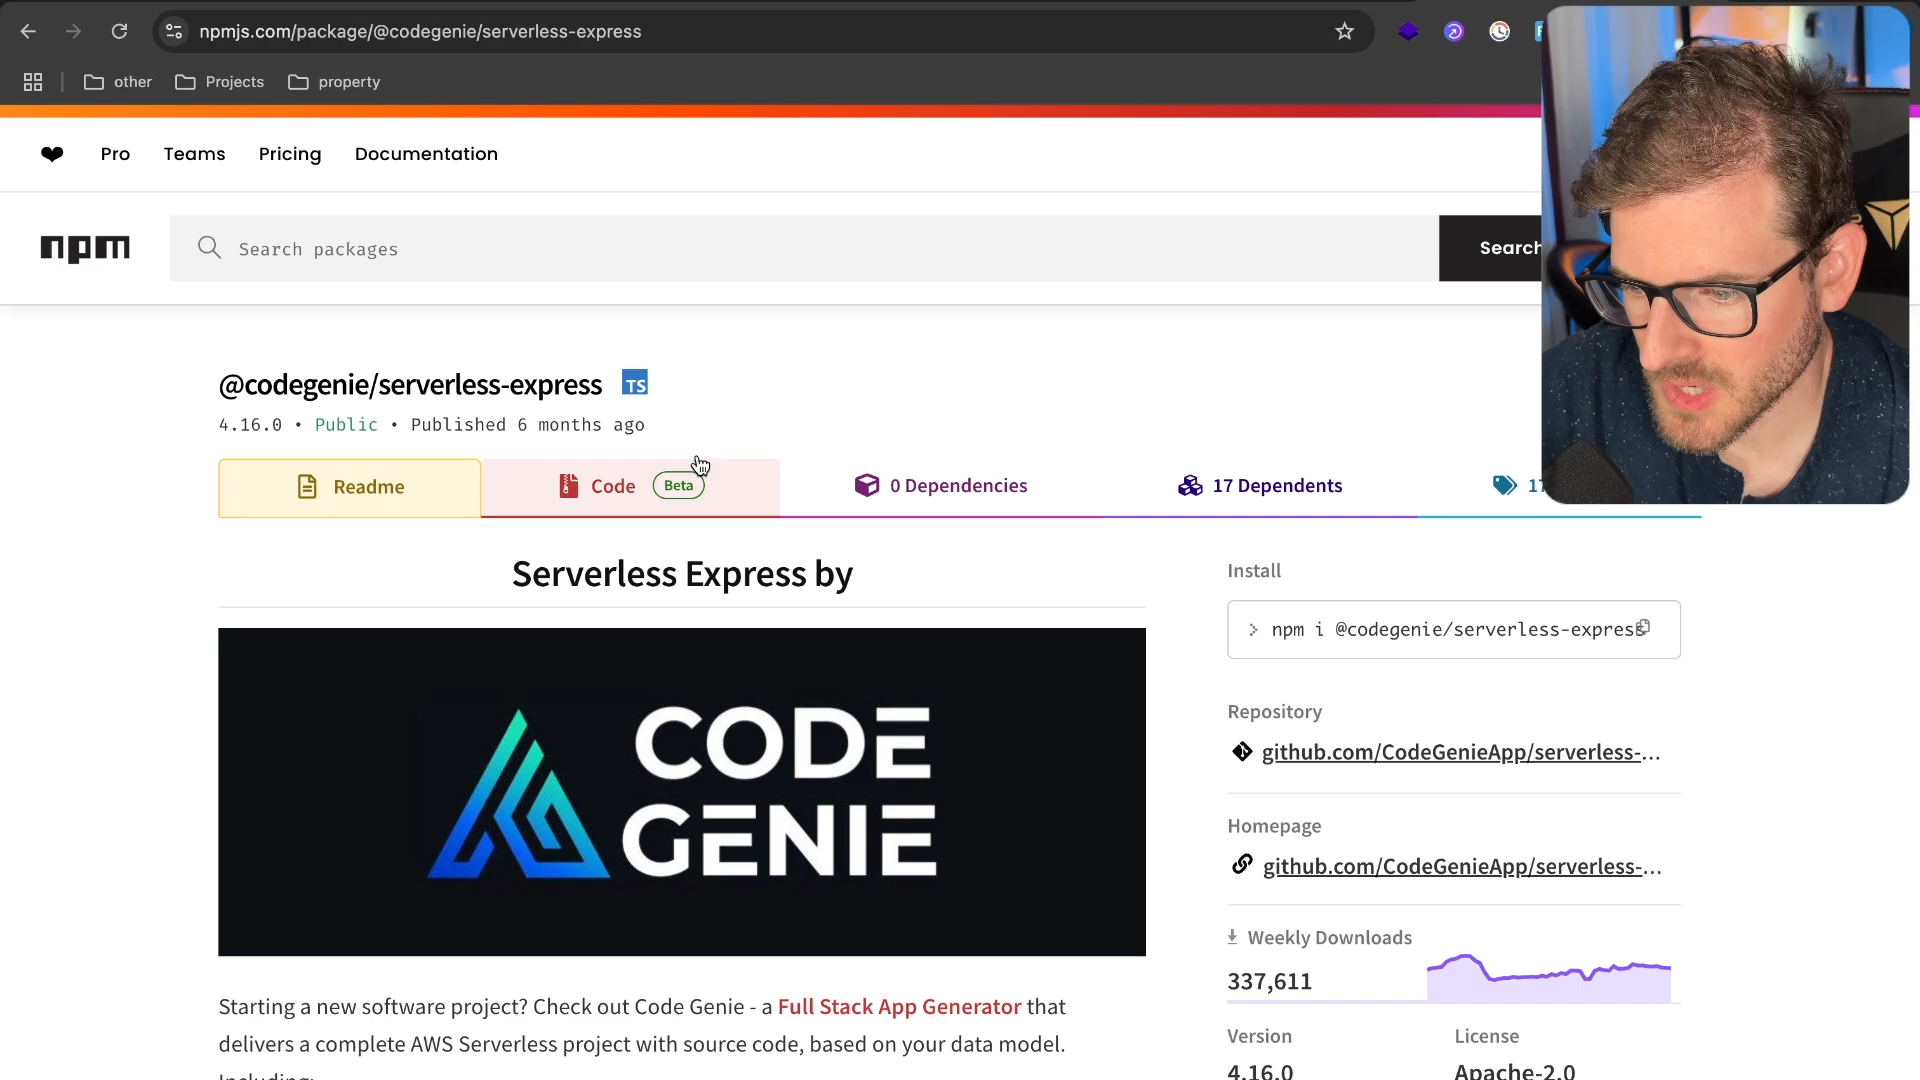 npmjs.com/package/@codegenie/serverless-express
other
Projects
property
Pro
Teams
Pricing
Documentation
npm
Search packages
Search
@codegenie/serverless-express
TS
4.16.0 • Public • Published 6 months ago
Readme
Code
Beta
0 Dependencies
17 Dependents
Serverless Express by
CODE
GENIE
Starting a new software project? Check out Code Genie - a Full Stack App Generator that
delivers a complete AWS Serverless project with source code, based on your data model.
Including:
Install
npm i @codegenie/serverless-express
Repository
github.com/CodeGenieApp/serverless-...
Homepage
github.com/CodeGenieApp/serverless-...
Weekly Downloads
337,611
Version
License
4.16.0
Apache-2.0